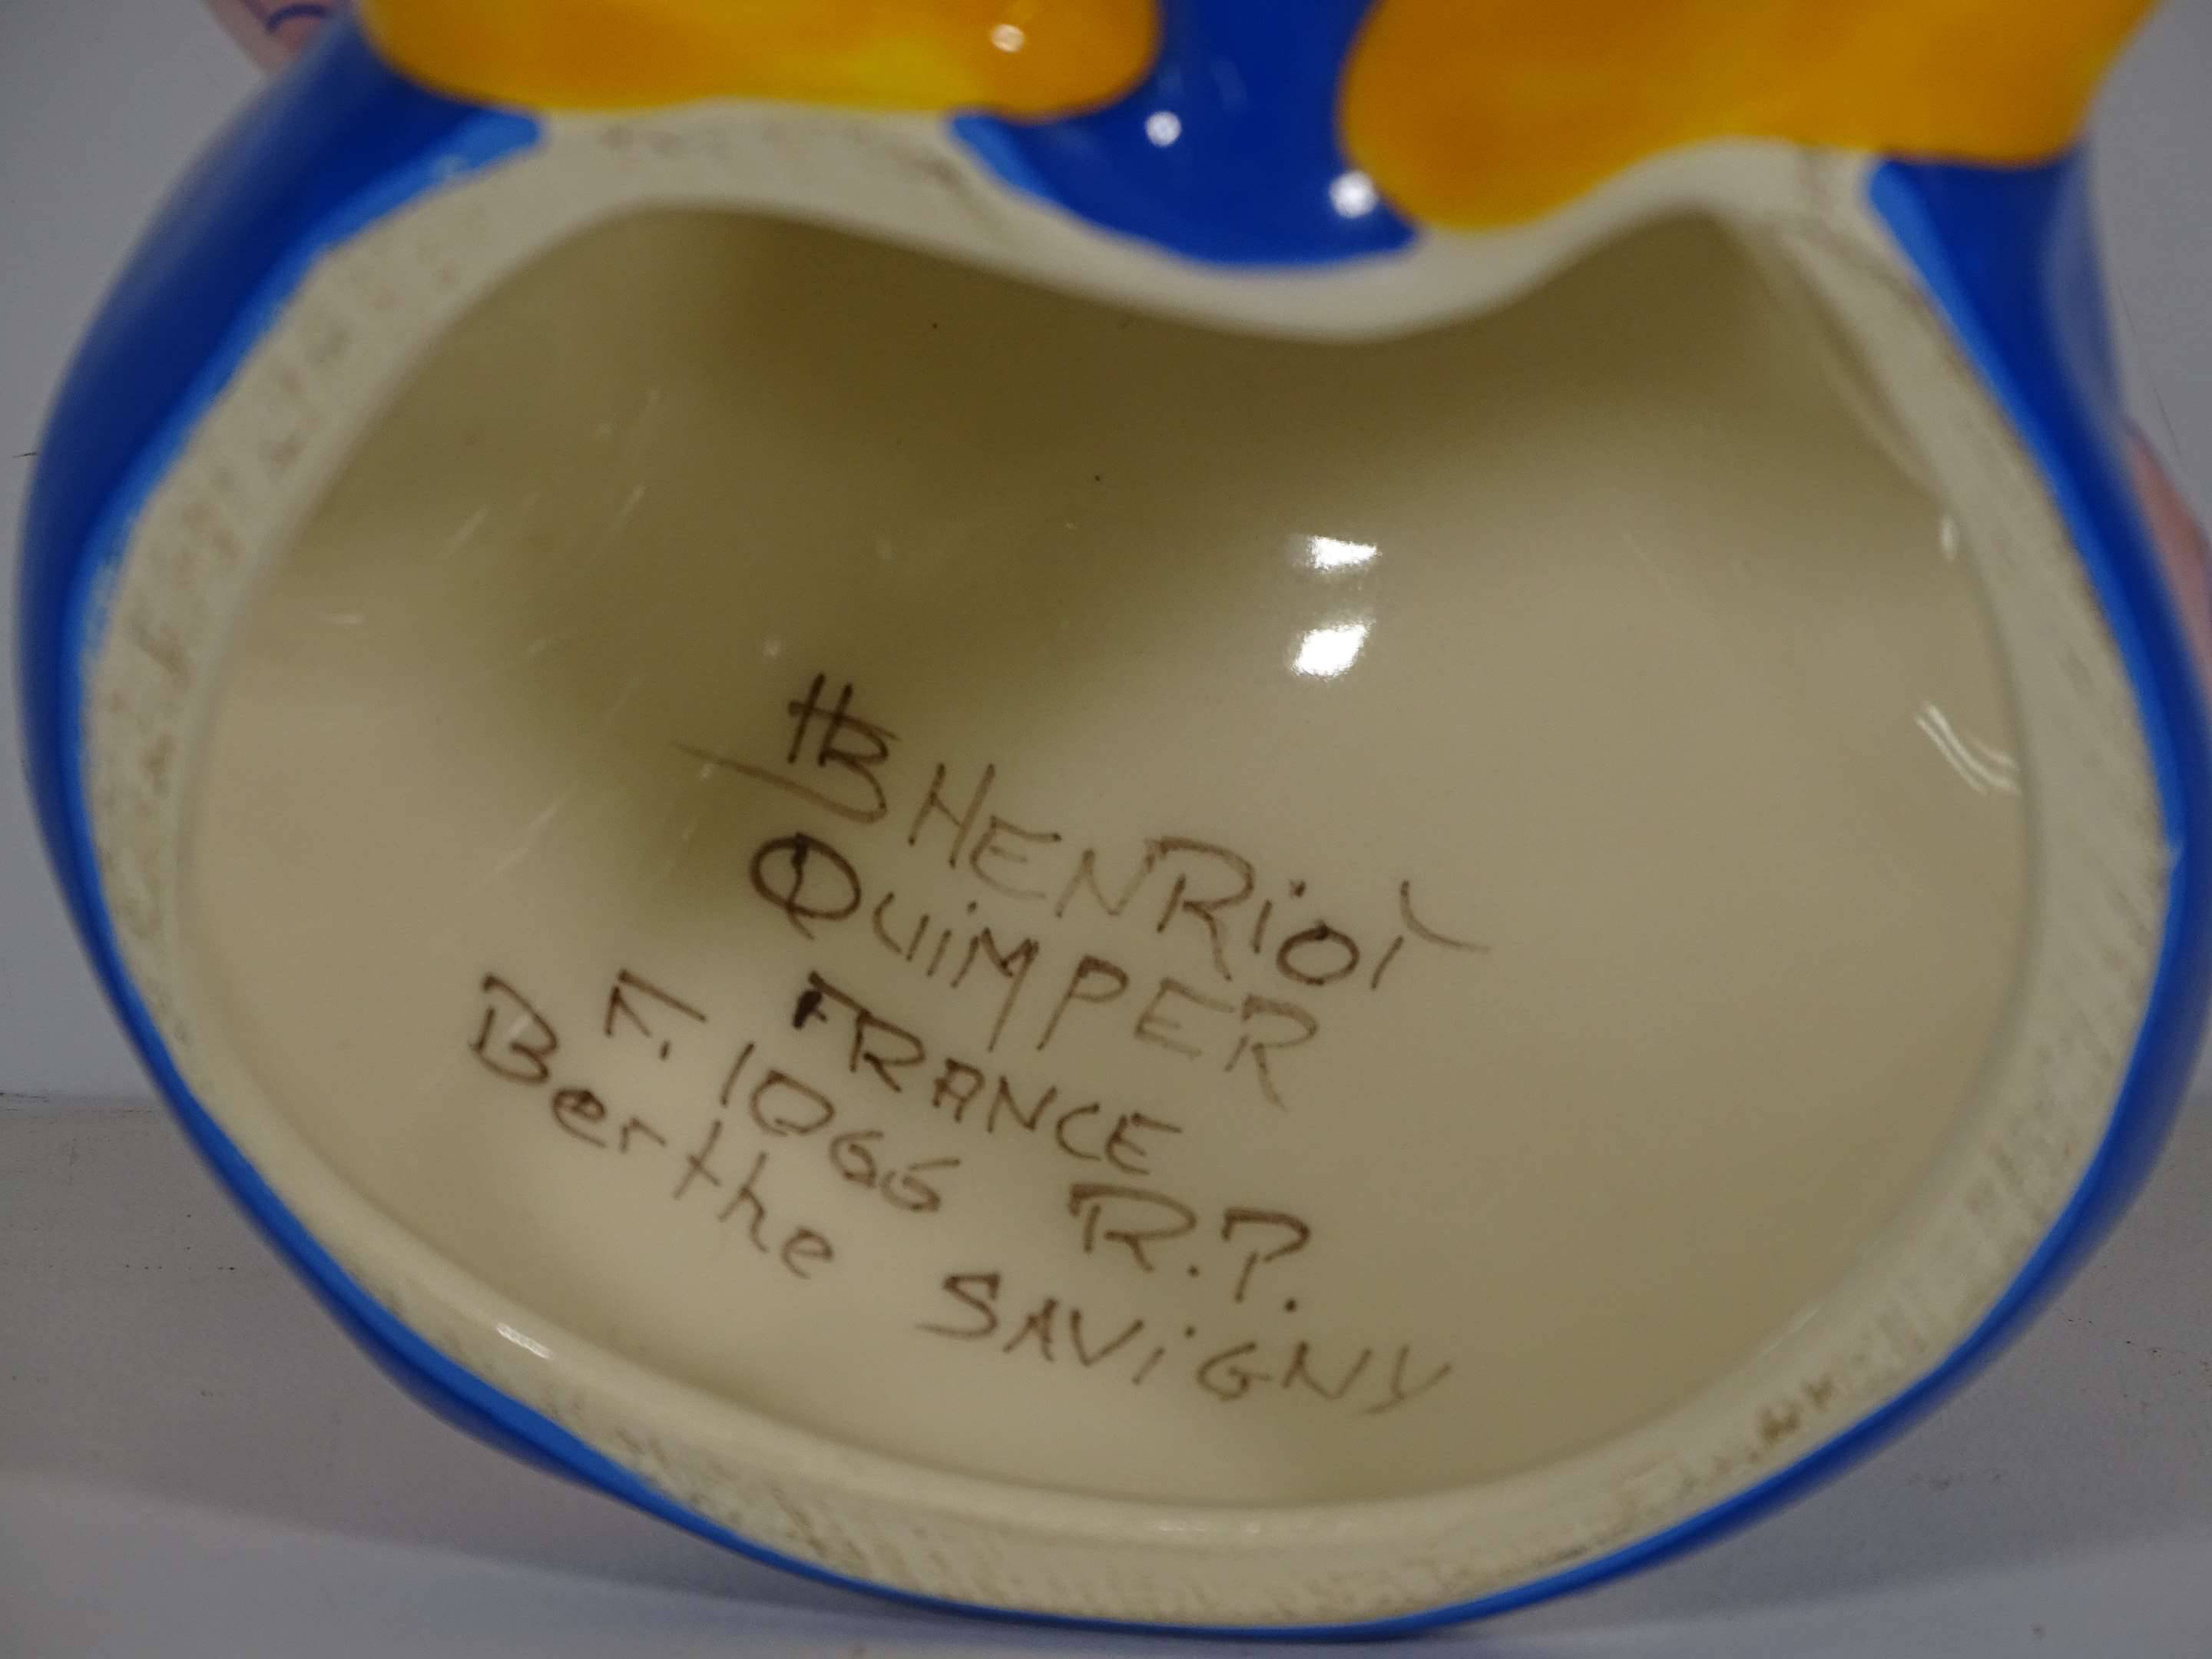 HB HENRiOT
QUiMPER
FRANCE
T. 1066 R.P.
Berthe SAViGNY